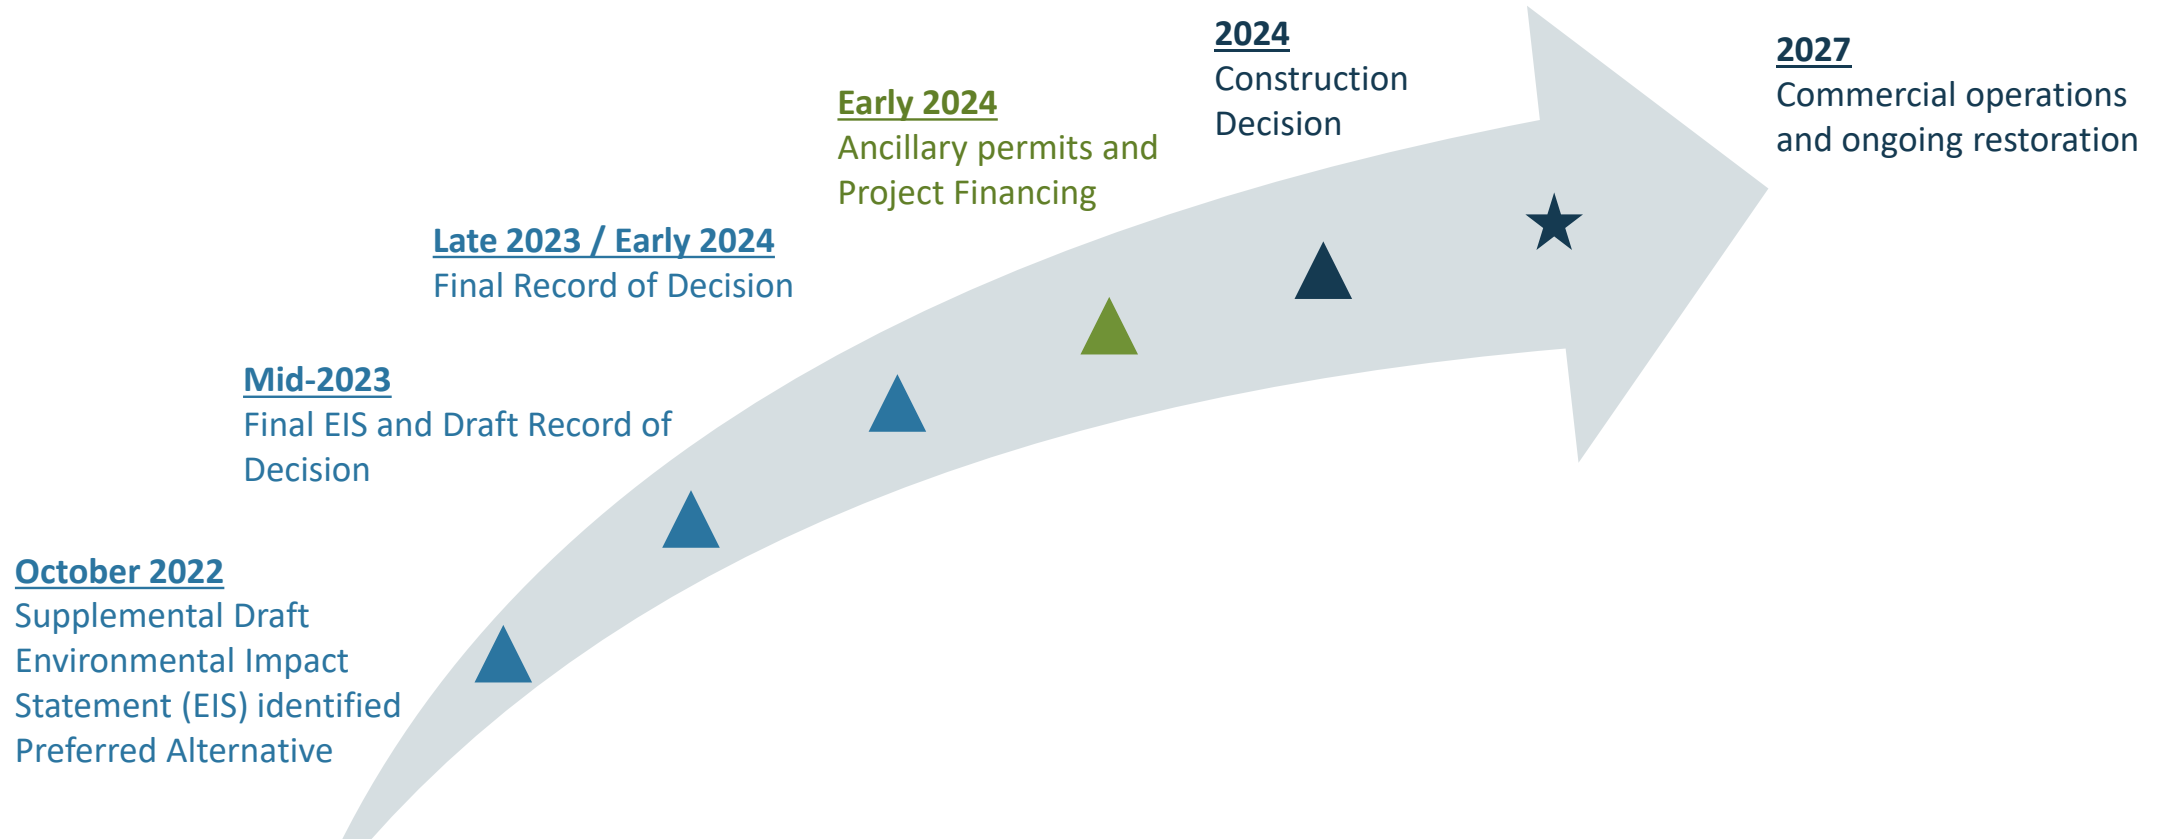 October 2022
Supplemental Draft
Environmental Impact
Statement (EIS) identified
Preferred Alternative
Mid-2023
Final EIS and Draft Record of
Decision
Late 2023 / Early 2024
Final Record of Decision
Early 2024
Ancillary permits and
Project Financing
2024
Construction
Decision
2027
Commercial operations
and ongoing restoration